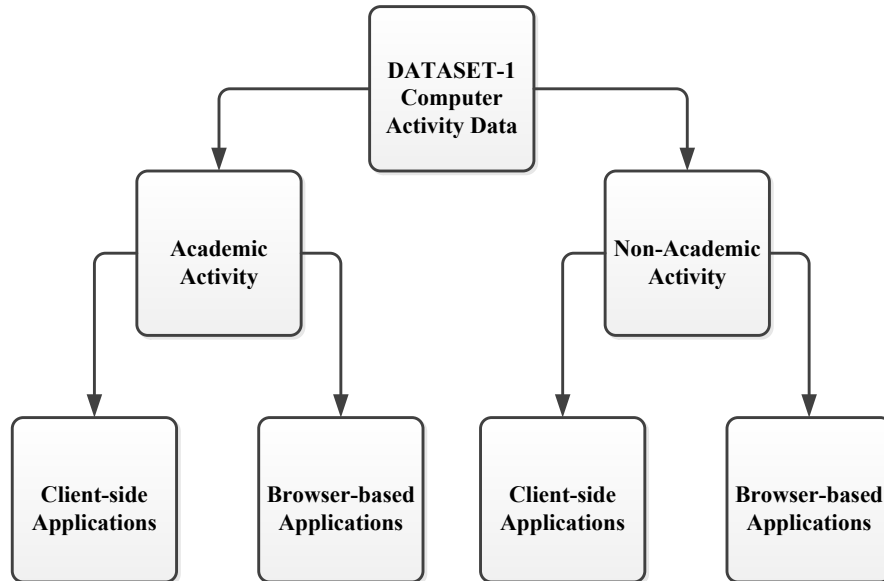 DATASET-1
Computer
Activity Data
Academic
Activity
Non-Academic
Activity
Client-side
Applications
Browser-based
Applications
Client-side
Applications
Browser-based
Applications